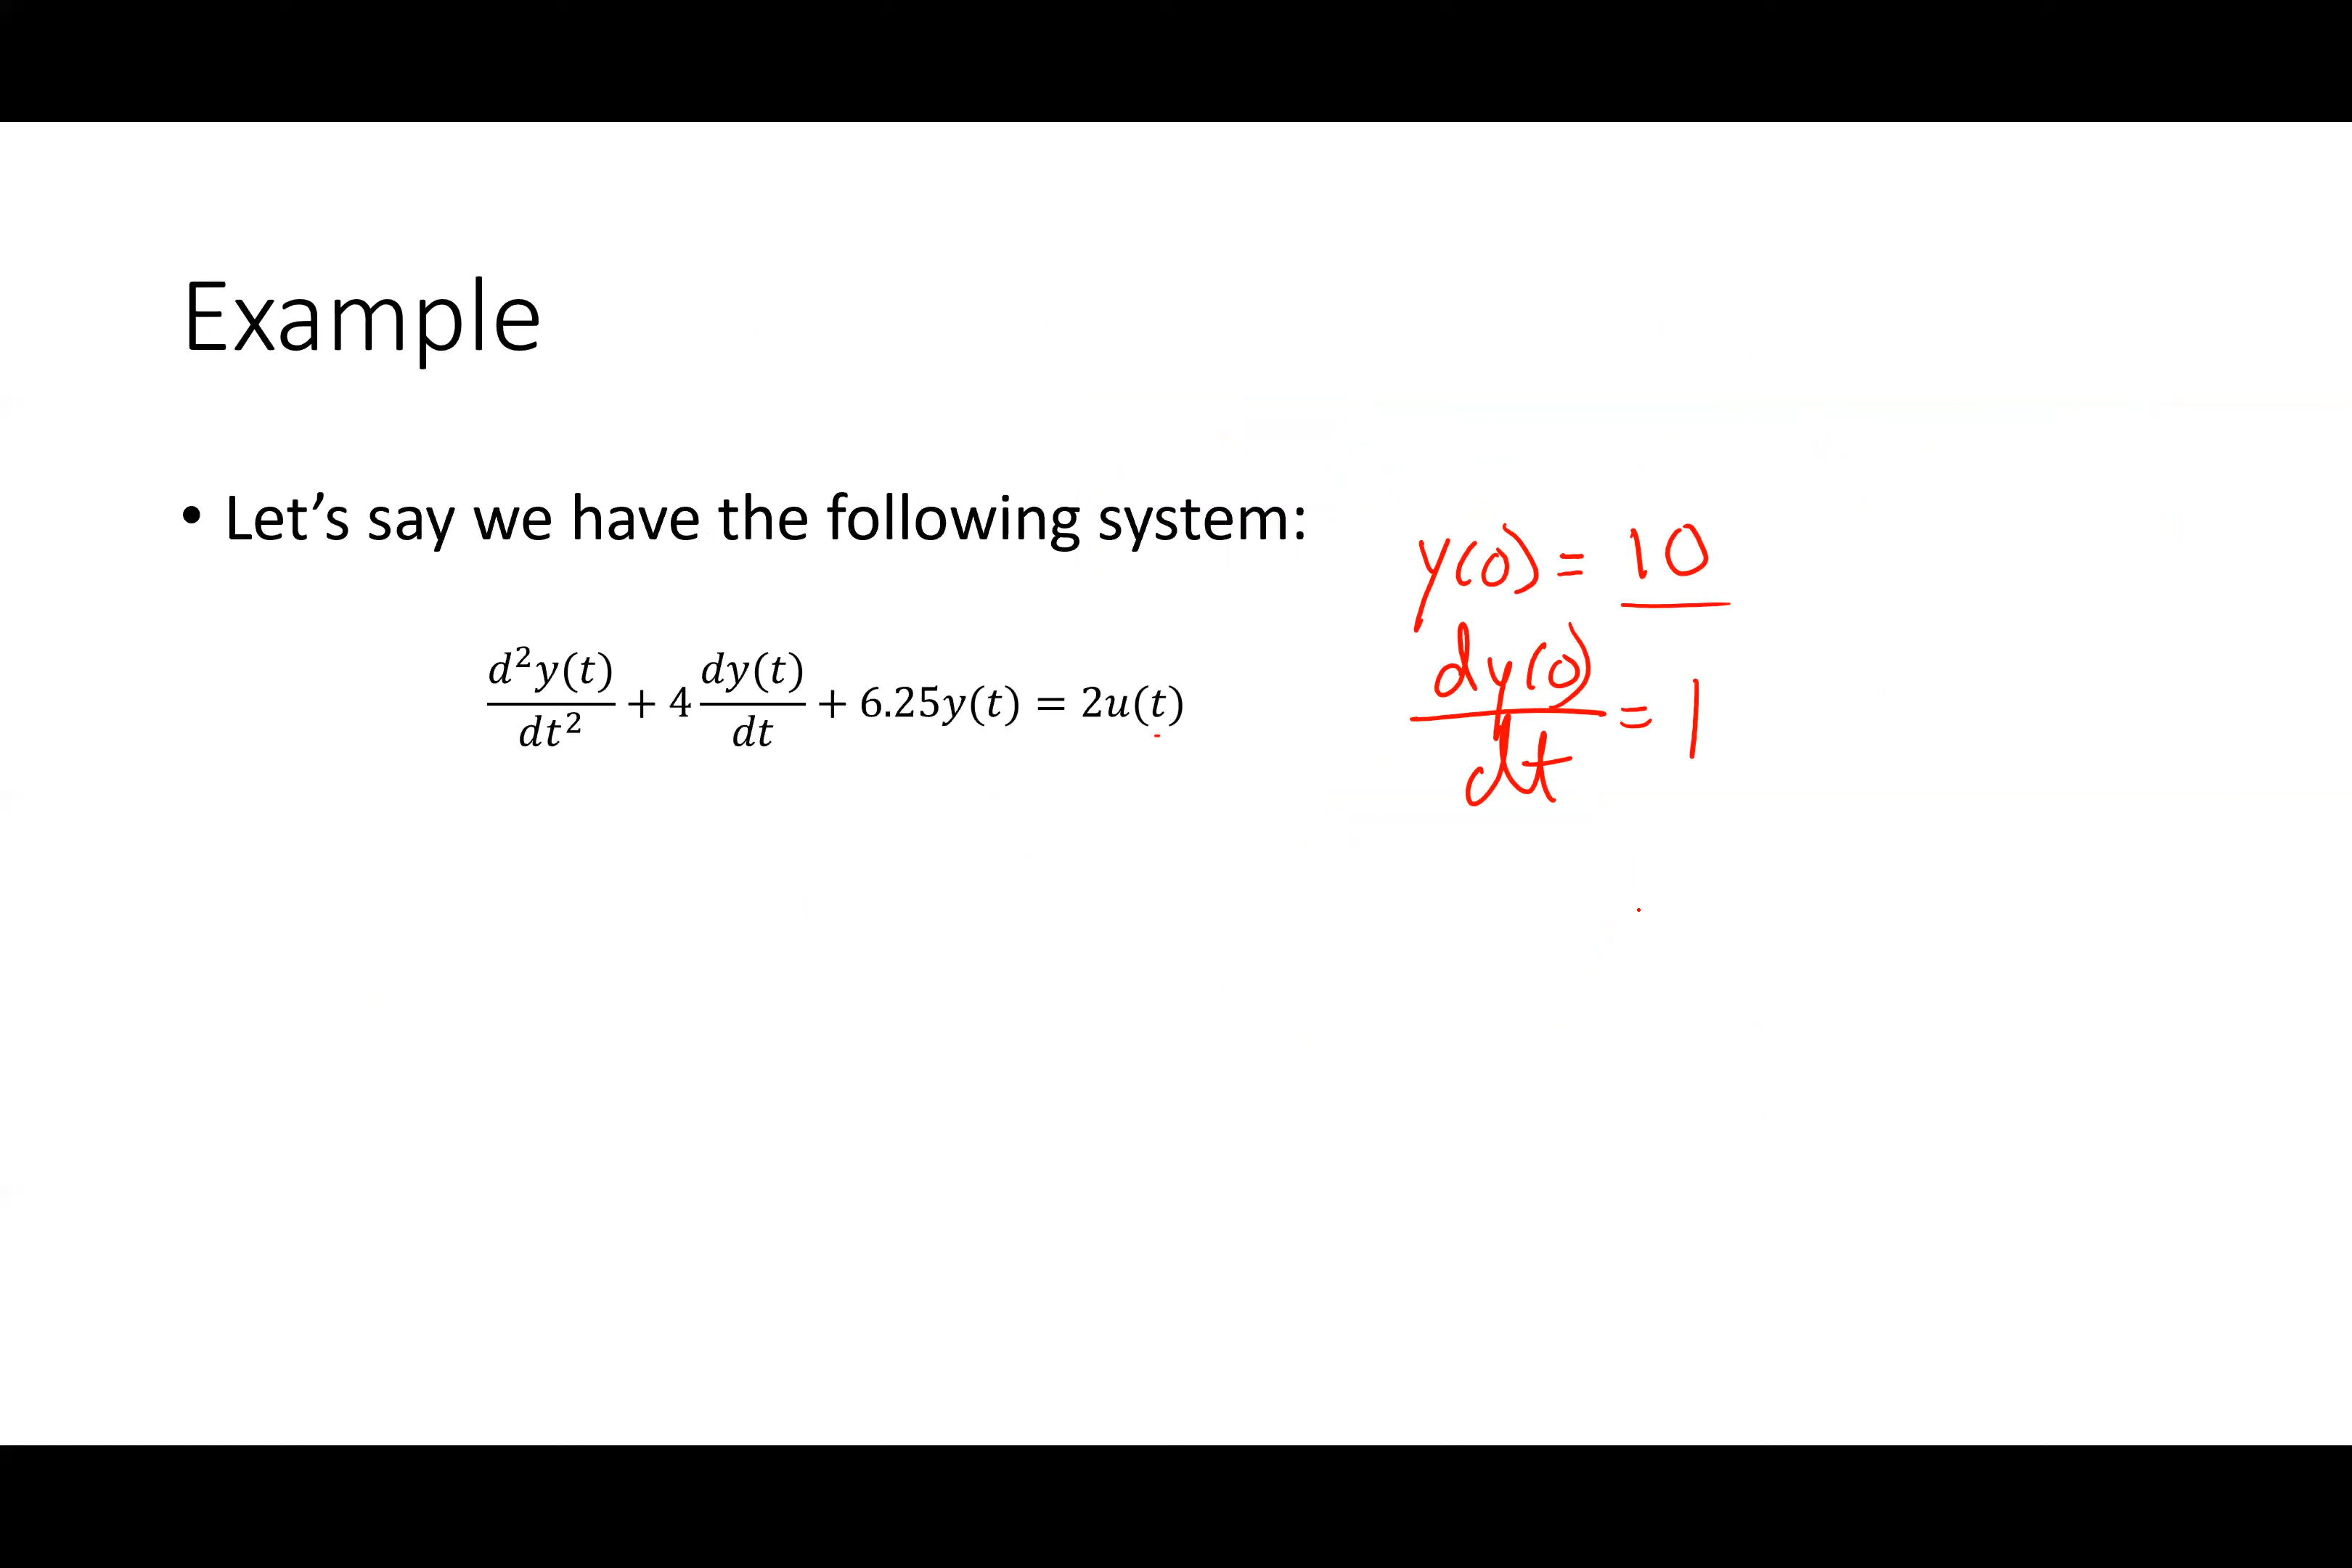 Example
• Let's say we have the following system:
y(0) = 10
d²y(t)/dt² + 4 dy(t)/dt + 6.25y(t) = 2u(t)
dy(0)/dt = 1